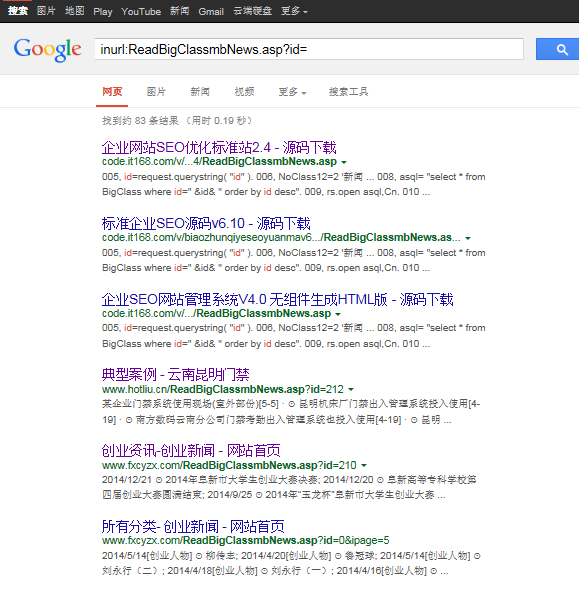 搜索 图片 地图 Play YouTube 新闻 Gmail 云端硬盘 更多
Google inurl:ReadBigClassmbNews.asp?id=
网页 图片 新闻 视频 更多 搜索工具
找到约 83 条结果 （用时 0.19 秒）
企业网站SEO优化标准站2.4 - 源码下载
code.it168.com/v/...4/ReadBigClassmbNews.asp
005, id=request.querystring( "id" ). 006, NoClass12=2 '新闻 ... 008, asql= "select * from
BigClass where id=" &id& " order by id desc". 009, rs.open asql,Cn. 010 ...
标准企业SEO源码v6.10 - 源码下载
code.it168.com/v/biaozhunqiyeseoyuanmav6.../ReadBigClassmbNews.as...
005, id=request.querystring( "id" ). 006, NoClass12=2 '新闻 ... 008, asql= "select * from
BigClass where id=" &id& " order by id desc". 009, rs.open asql,Cn. 010 ...
企业SEO网站管理系统V4.0 无组件生成HTML版 - 源码下载
code.it168.com/v/.../ReadBigClassmbNews.asp
005, id=request.querystring( "id" ). 006, NoClass12=2 '新闻 ... 008, asql= "select * from
BigClass where id=" &id& " order by id desc". 009, rs.open asql,Cn. 010 ...
典型案例 - 云南昆明门禁
www.hotliu.cn/ReadBigClassmbNews.asp?id=212
某企业门禁系统使用现场(室外部份)[5-5] · ⊙ 昆明机床厂门禁出入管理系统投入使用[4-
19] · ⊙ 南方数码云南分公司门禁考勤出入管理系统也投入使用[4-19] · ⊙ 昆明 ...
创业资讯-创业新闻 - 网站首页
www.fxcyzx.com/ReadBigClassmbNews.asp?id=210
2014/12/21 ⊙ 2014年阜新市大学生创业大赛决赛; 2014/12/20 ⊙ 阜新高等专科学校第
四届创业大赛圆满结束; 2014/9/25 ⊙ 2014年“玉龙杯”阜新市大学生创业大赛 ...
所有分类- 创业新闻 - 网站首页
www.fxcyzx.com/ReadBigClassmbNews.asp?id=0&ipage=5
2014/5/14[创业人物] ⊙ 柳传志; 2014/4/20[创业人物] ⊙ 鲁冠球; 2014/5/14[创业人物] ⊙
刘永行（二）; 2014/4/18[创业人物] ⊙ 刘永行（一）; 2014/4/16[创业人物] ⊙ ...